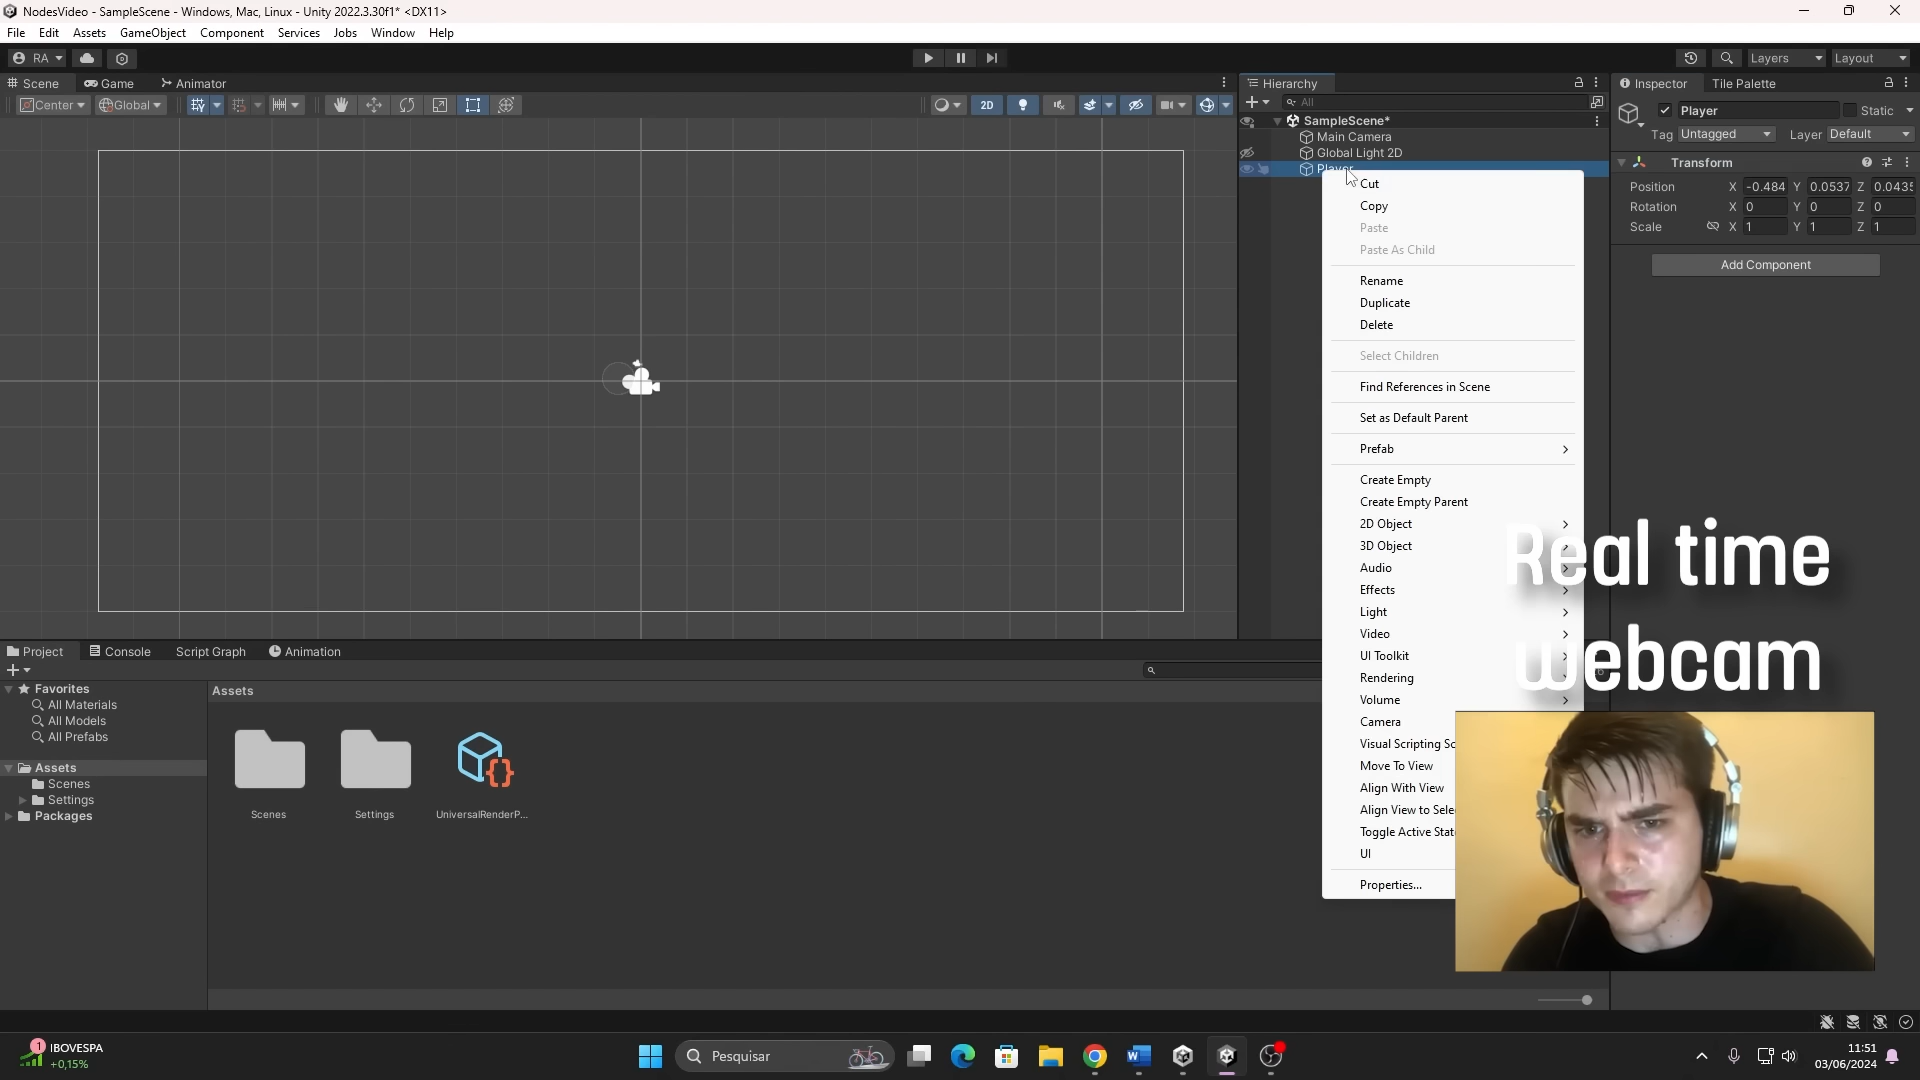 NodesVideo - SampleScene - Windows, Mac, Linux - Unity 2022.3.30f1* <DX11>
File Edit Assets GameObject Component Services Jobs Window Help
RA Layers Layout
Scene Game Animator
Center Global 2D
Hierarchy
All
SampleScene*
Main Camera
Global Light 2D
Player
Cut
Copy
Paste
Paste As Child
Rename
Duplicate
Delete
Select Children
Find References in Scene
Set as Default Parent
Prefab
Create Empty
Create Empty Parent
2D Object
3D Object
Audio
Effects
Light
Video
UI Toolkit
Rendering
Volume
Camera
Visual Scripting Sc
Move To View
Align With View
Align View to Sele
Toggle Active Stat
UI
Properties...
Inspector Tile Palette
Player Static
Tag Untagged Layer Default
Transform
Position X -0.484 Y 0.0537 Z 0.0435
Rotation X 0 Y 0 Z 0
Scale X 1 Y 1 Z 1
Add Component
Real time
webcam
Project Console Script Graph Animation
Favorites
All Materials
All Models
All Prefabs
Assets
Scenes
Settings
Packages
Assets
Scenes Settings UniversalRenderP...
1 IBOVESPA
+0,15%
Pesquisar
11:51
03/06/2024